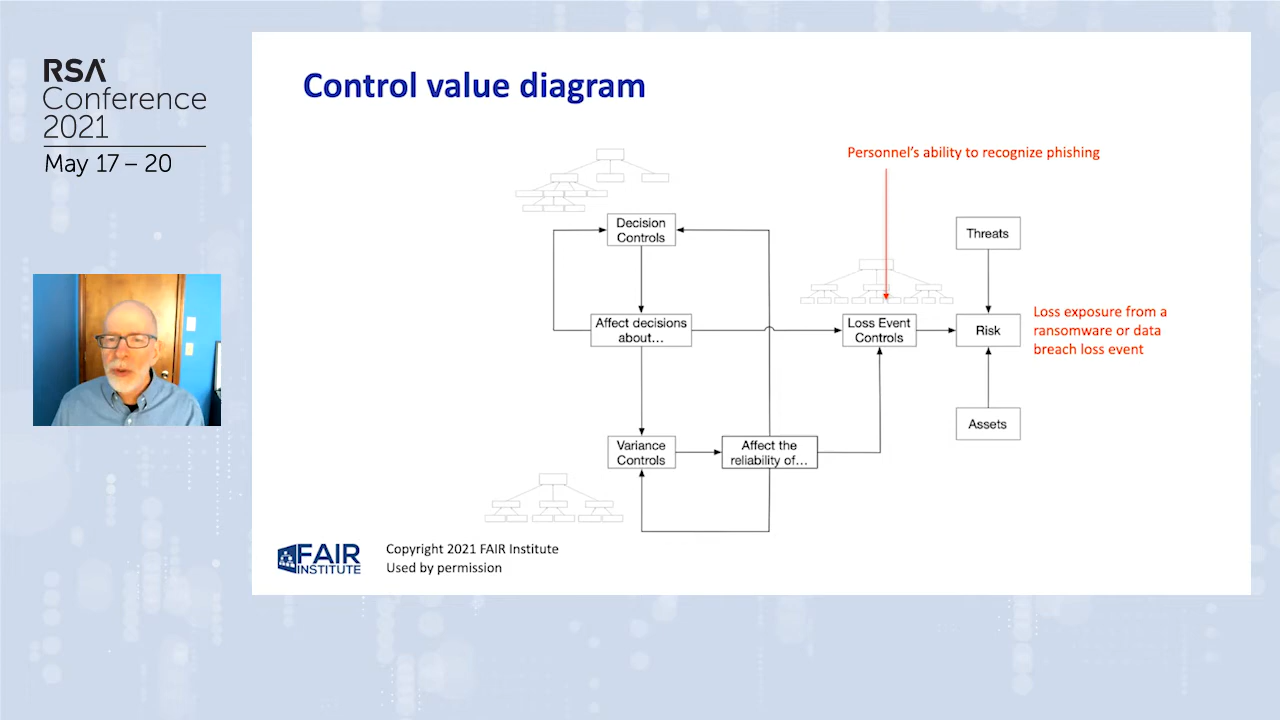 RSA
Conference
2021
May 17 – 20
Control value diagram
Personnel’s ability to recognize phishing
Decision
Controls
Threats
Affect decisions
about...
Loss Event
Controls
Risk
Loss exposure from a
ransomware or data
breach loss event
Assets
Variance
Controls
Affect the
reliability of...
FAIR
INSTITUTE
Copyright 2021 FAIR Institute
Used by permission